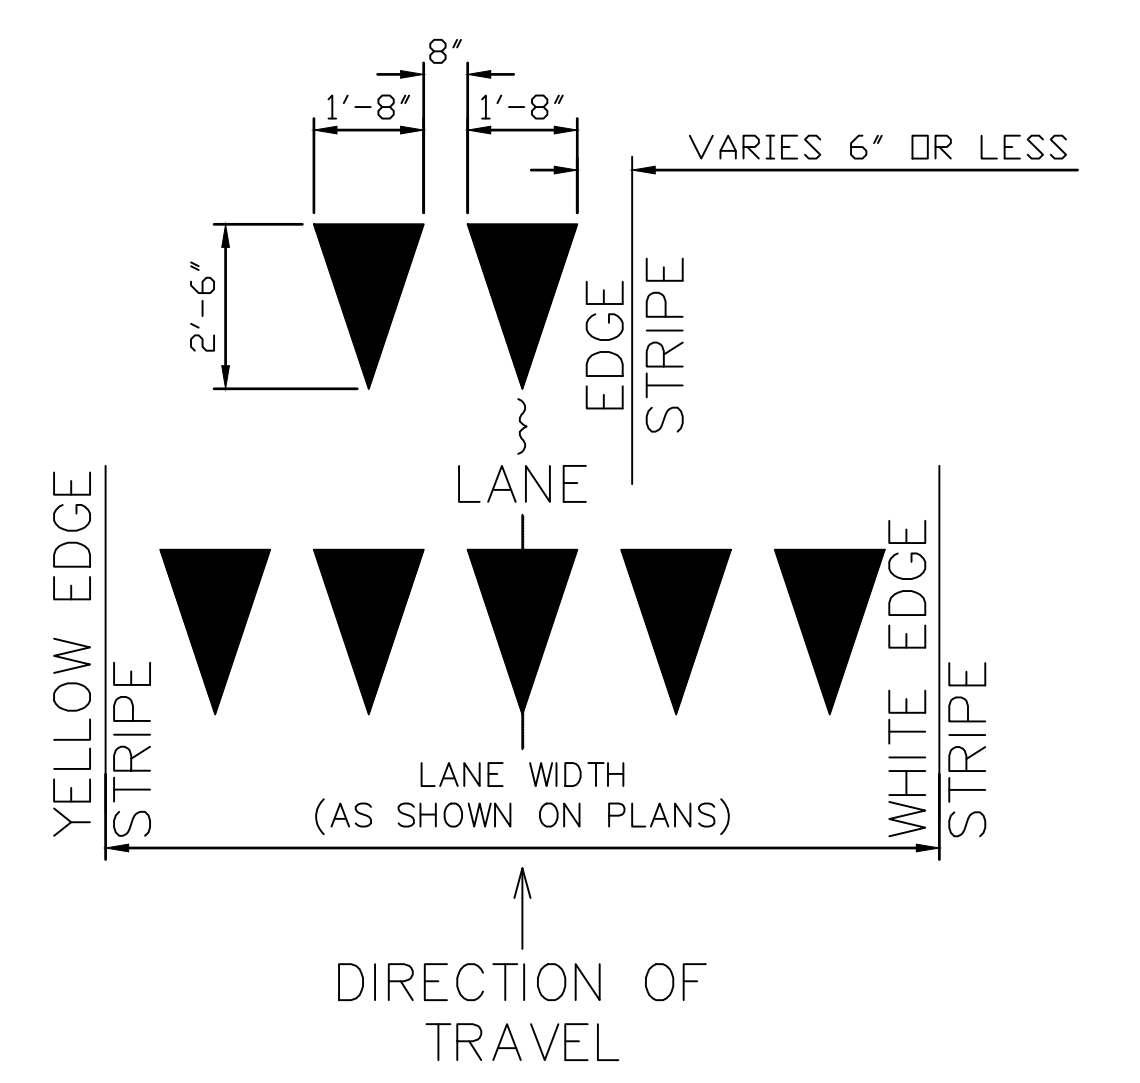 8"
1'-8"
1'-8"
VARIES 6" OR LESS
2'-6"
EDGE
STRIPE
LANE
YELLOW EDGE
STRIPE
WHITE EDGE
STRIPE
LANE WIDTH
(AS SHOWN ON PLANS)
DIRECTION OF
TRAVEL